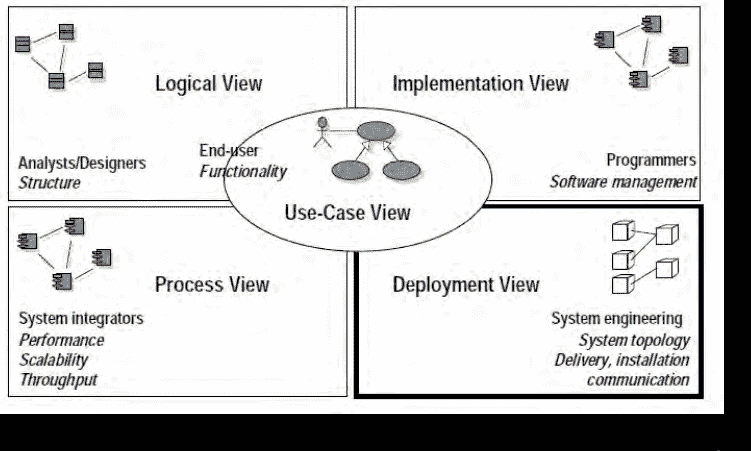 Logical View
Analysts/Designers
Structure
Implementation View
Programmers
Software management
End-user
Functionality
Use-Case View
Process View
System integrators
Performance
Scalability
Throughput
Deployment View
System engineering
System topology
Delivery, installation
communication